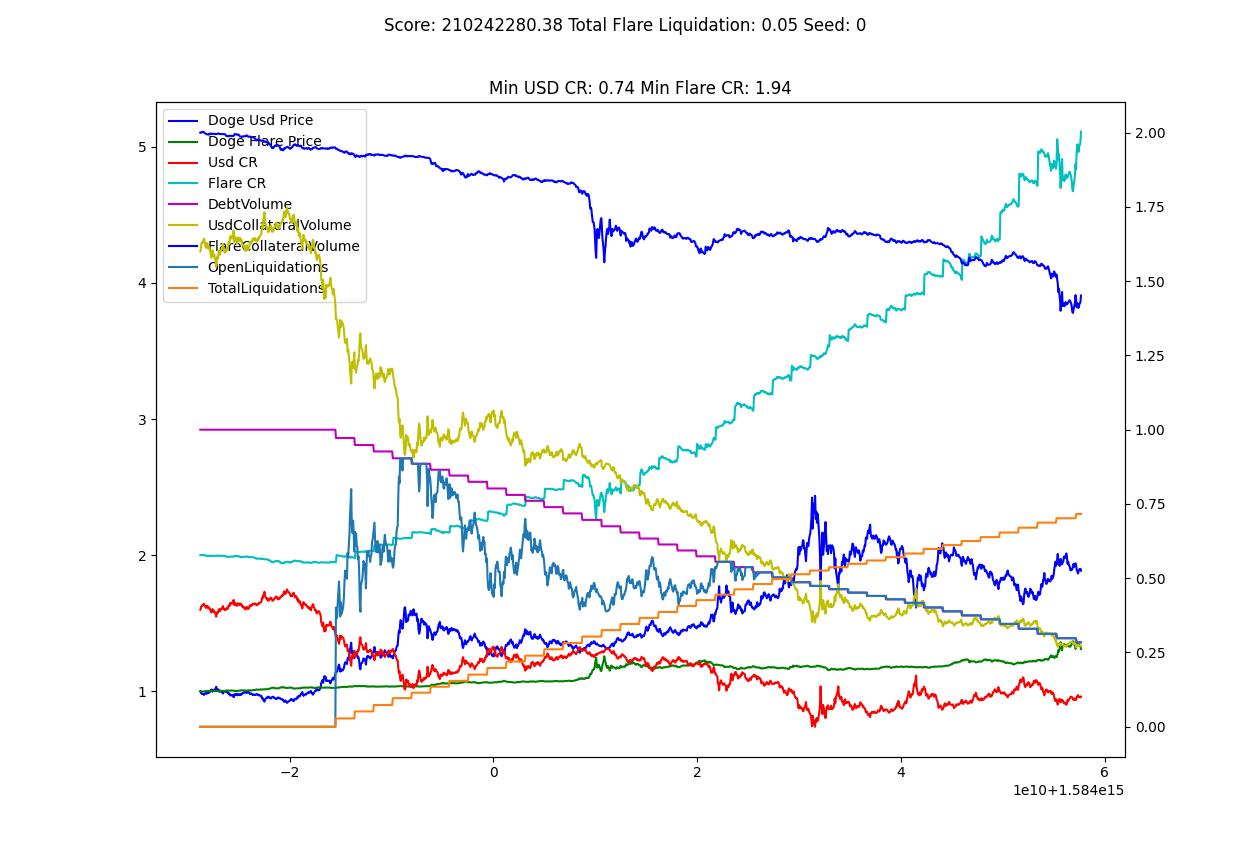 Score: 210242280.38 Total Flare Liquidation: 0.05 Seed: 0
Min USD CR: 0.74 Min Flare CR: 1.94
Doge Usd Price
Doge Flare Price
Usd CR
Flare CR
DebtVolume
UsdCollateralVolume
FlareCollateralVolume
OpenLiquidations
TotalLiquidations
5
4
3
2
1
2.00
1.75
1.50
1.25
1.00
0.75
0.50
0.25
0.00
−2 0 2 4 6
1e10+1.584e15